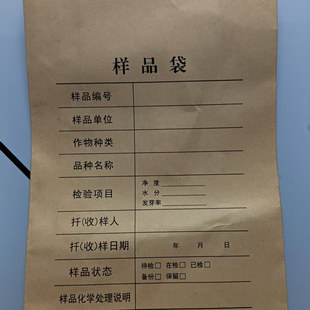 样品袋
样品编号
样品单位
作物种类
品种名称
检验项目
净度
水分
发芽率
扦(收)样人
扦(收)样日期 年 月 日
样品状态
待检□ 在检□ 已检□
备份□ 保留□
样品化学处理说明